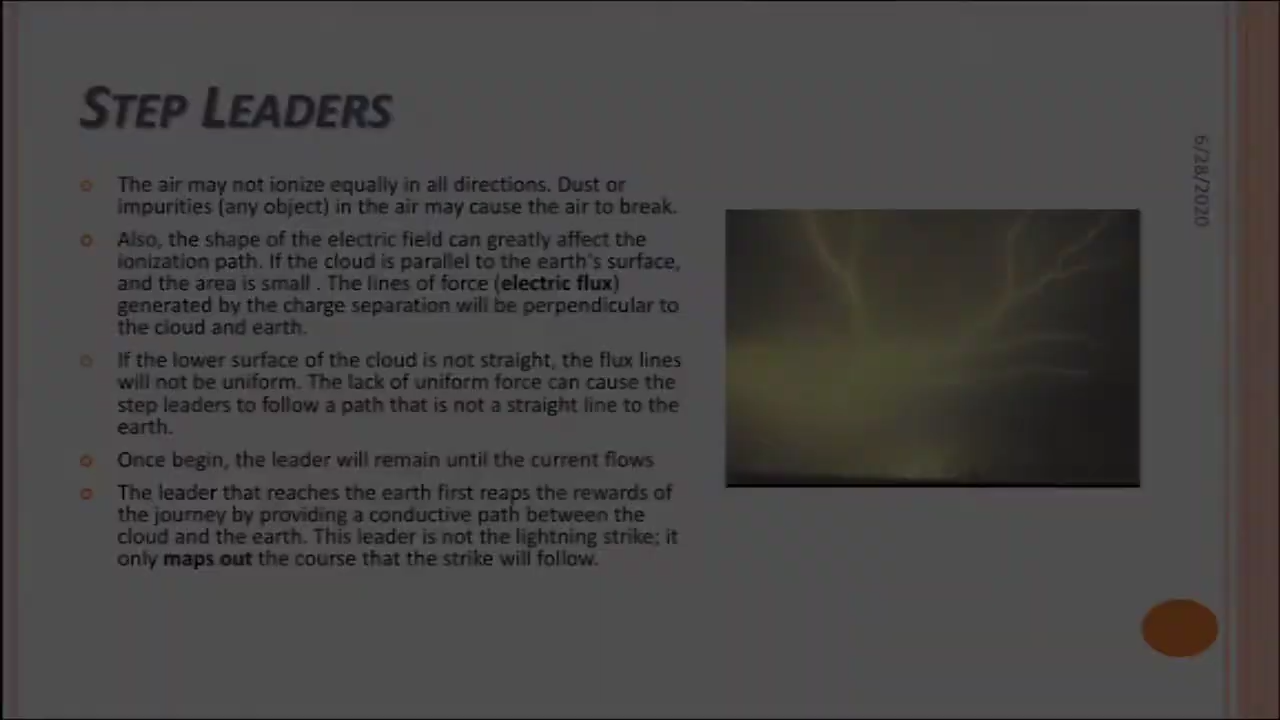 STEP LEADERS
The air may not ionize equally in all directions. Dust or
impurities (any object) in the air may cause the air to break.
Also, the shape of the electric field can greatly affect the
ionization path. If the cloud is parallel to the earth's surface,
and the area is small . The lines of force (electric flux)
generated by the charge separation will be perpendicular to
the cloud and earth.
If the lower surface of the cloud is not straight, the flux lines
will not be uniform. The lack of uniform force can cause the
step leaders to follow a path that is not a straight line to the
earth.
Once begin, the leader will remain until the current flows
The leader that reaches the earth first reaps the rewards of
the journey by providing a conductive path between the
cloud and the earth. This leader is not the lightning strike; it
only maps out the course that the strike will follow.
6/28/2020